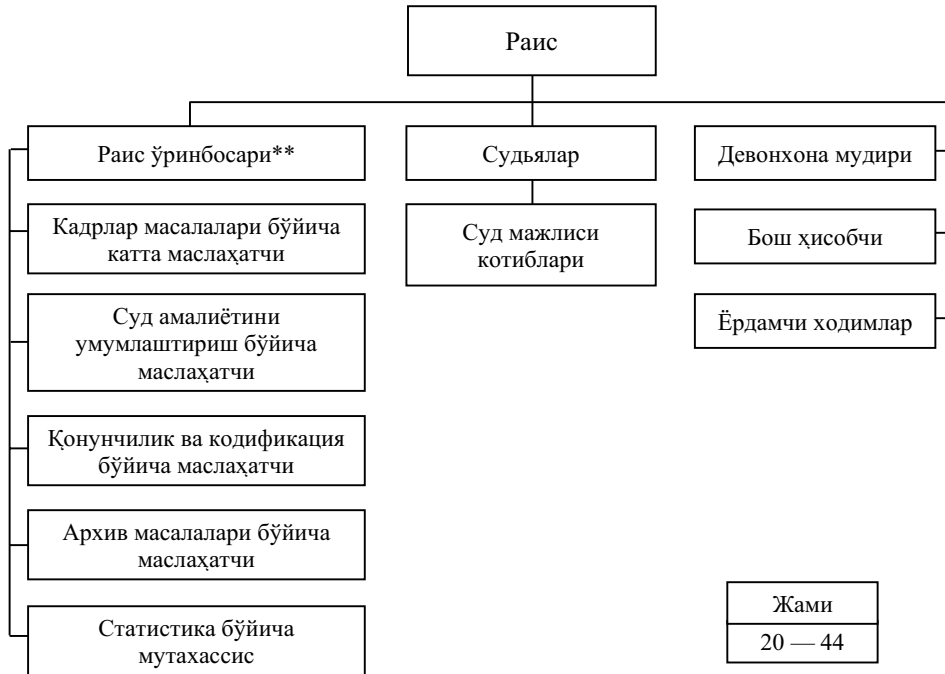 Раис
Раис ўринбосари**
Кадрлар масалалари бўйича
катта маслаҳатчи
Суд амалиётини
умумлаштириш бўйича
маслаҳатчи
Қонунчилик ва кодификация
бўйича маслаҳатчи
Архив масалалари бўйича
маслаҳатчи
Статистика бўйича
мутахассис
Судьялар
Суд мажлиси
котиблари
Девонхона мудири
Бош ҳисобчи
Ёрдамчи ходимлар
Жами
20 — 44